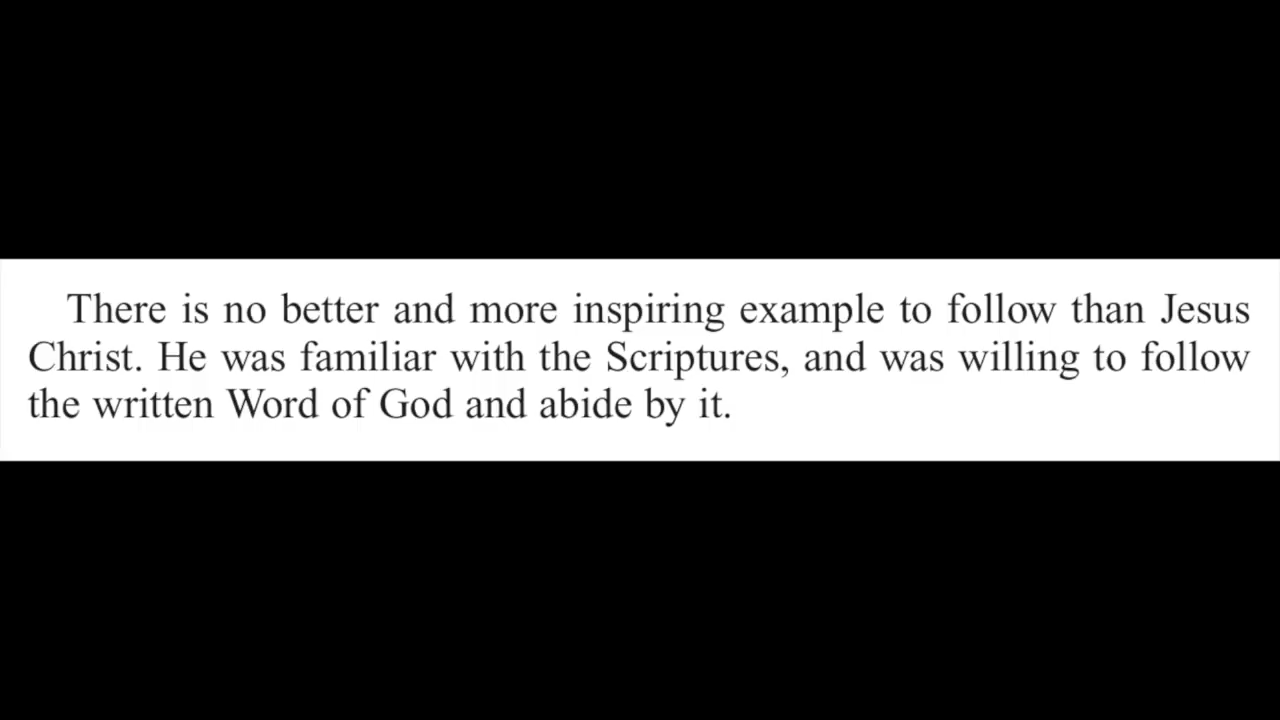 There is no better and more inspiring example to follow than Jesus
Christ. He was familiar with the Scriptures, and was willing to follow
the written Word of God and abide by it.